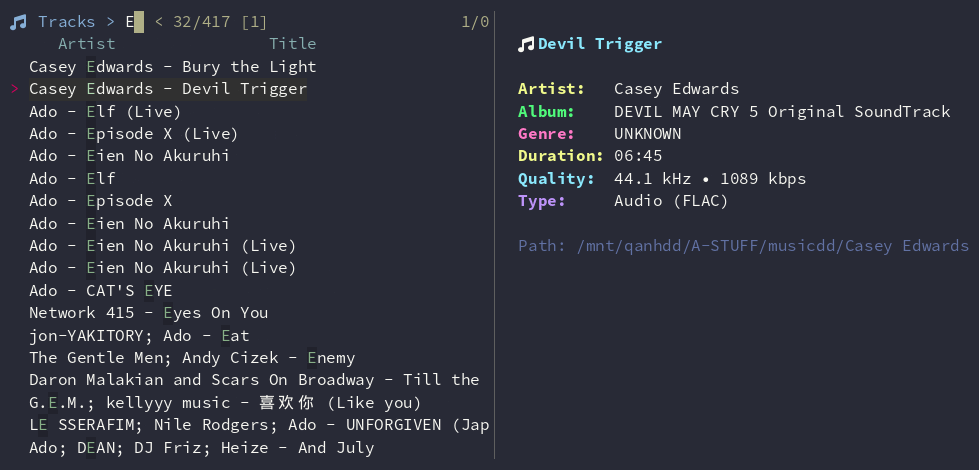 Tracks > E < 32/417 [1] 1/0
Artist Title
Casey Edwards - Bury the Light
> Casey Edwards - Devil Trigger
Ado - Elf (Live)
Ado - Episode X (Live)
Ado - Eien No Akuruhi
Ado - Elf
Ado - Episode X
Ado - Eien No Akuruhi
Ado - Eien No Akuruhi (Live)
Ado - Eien No Akuruhi (Live)
Ado - CAT'S EYE
Network 415 - Eyes On You
jon-YAKITORY; Ado - Eat
The Gentle Men; Andy Cizek - Enemy
Daron Malakian and Scars On Broadway - Till the
G.E.M.; kellyyy music - 喜欢你 (Like you)
LE SSERAFIM; Nile Rodgers; Ado - UNFORGIVEN (Jap
Ado; DEAN; DJ Friz; Heize - And July
Devil Trigger
Artist: Casey Edwards
Album: DEVIL MAY CRY 5 Original SoundTrack
Genre: UNKNOWN
Duration: 06:45
Quality: 44.1 kHz • 1089 kbps
Type: Audio (FLAC)
Path: /mnt/qanhdd/A-STUFF/musicdd/Casey Edwards